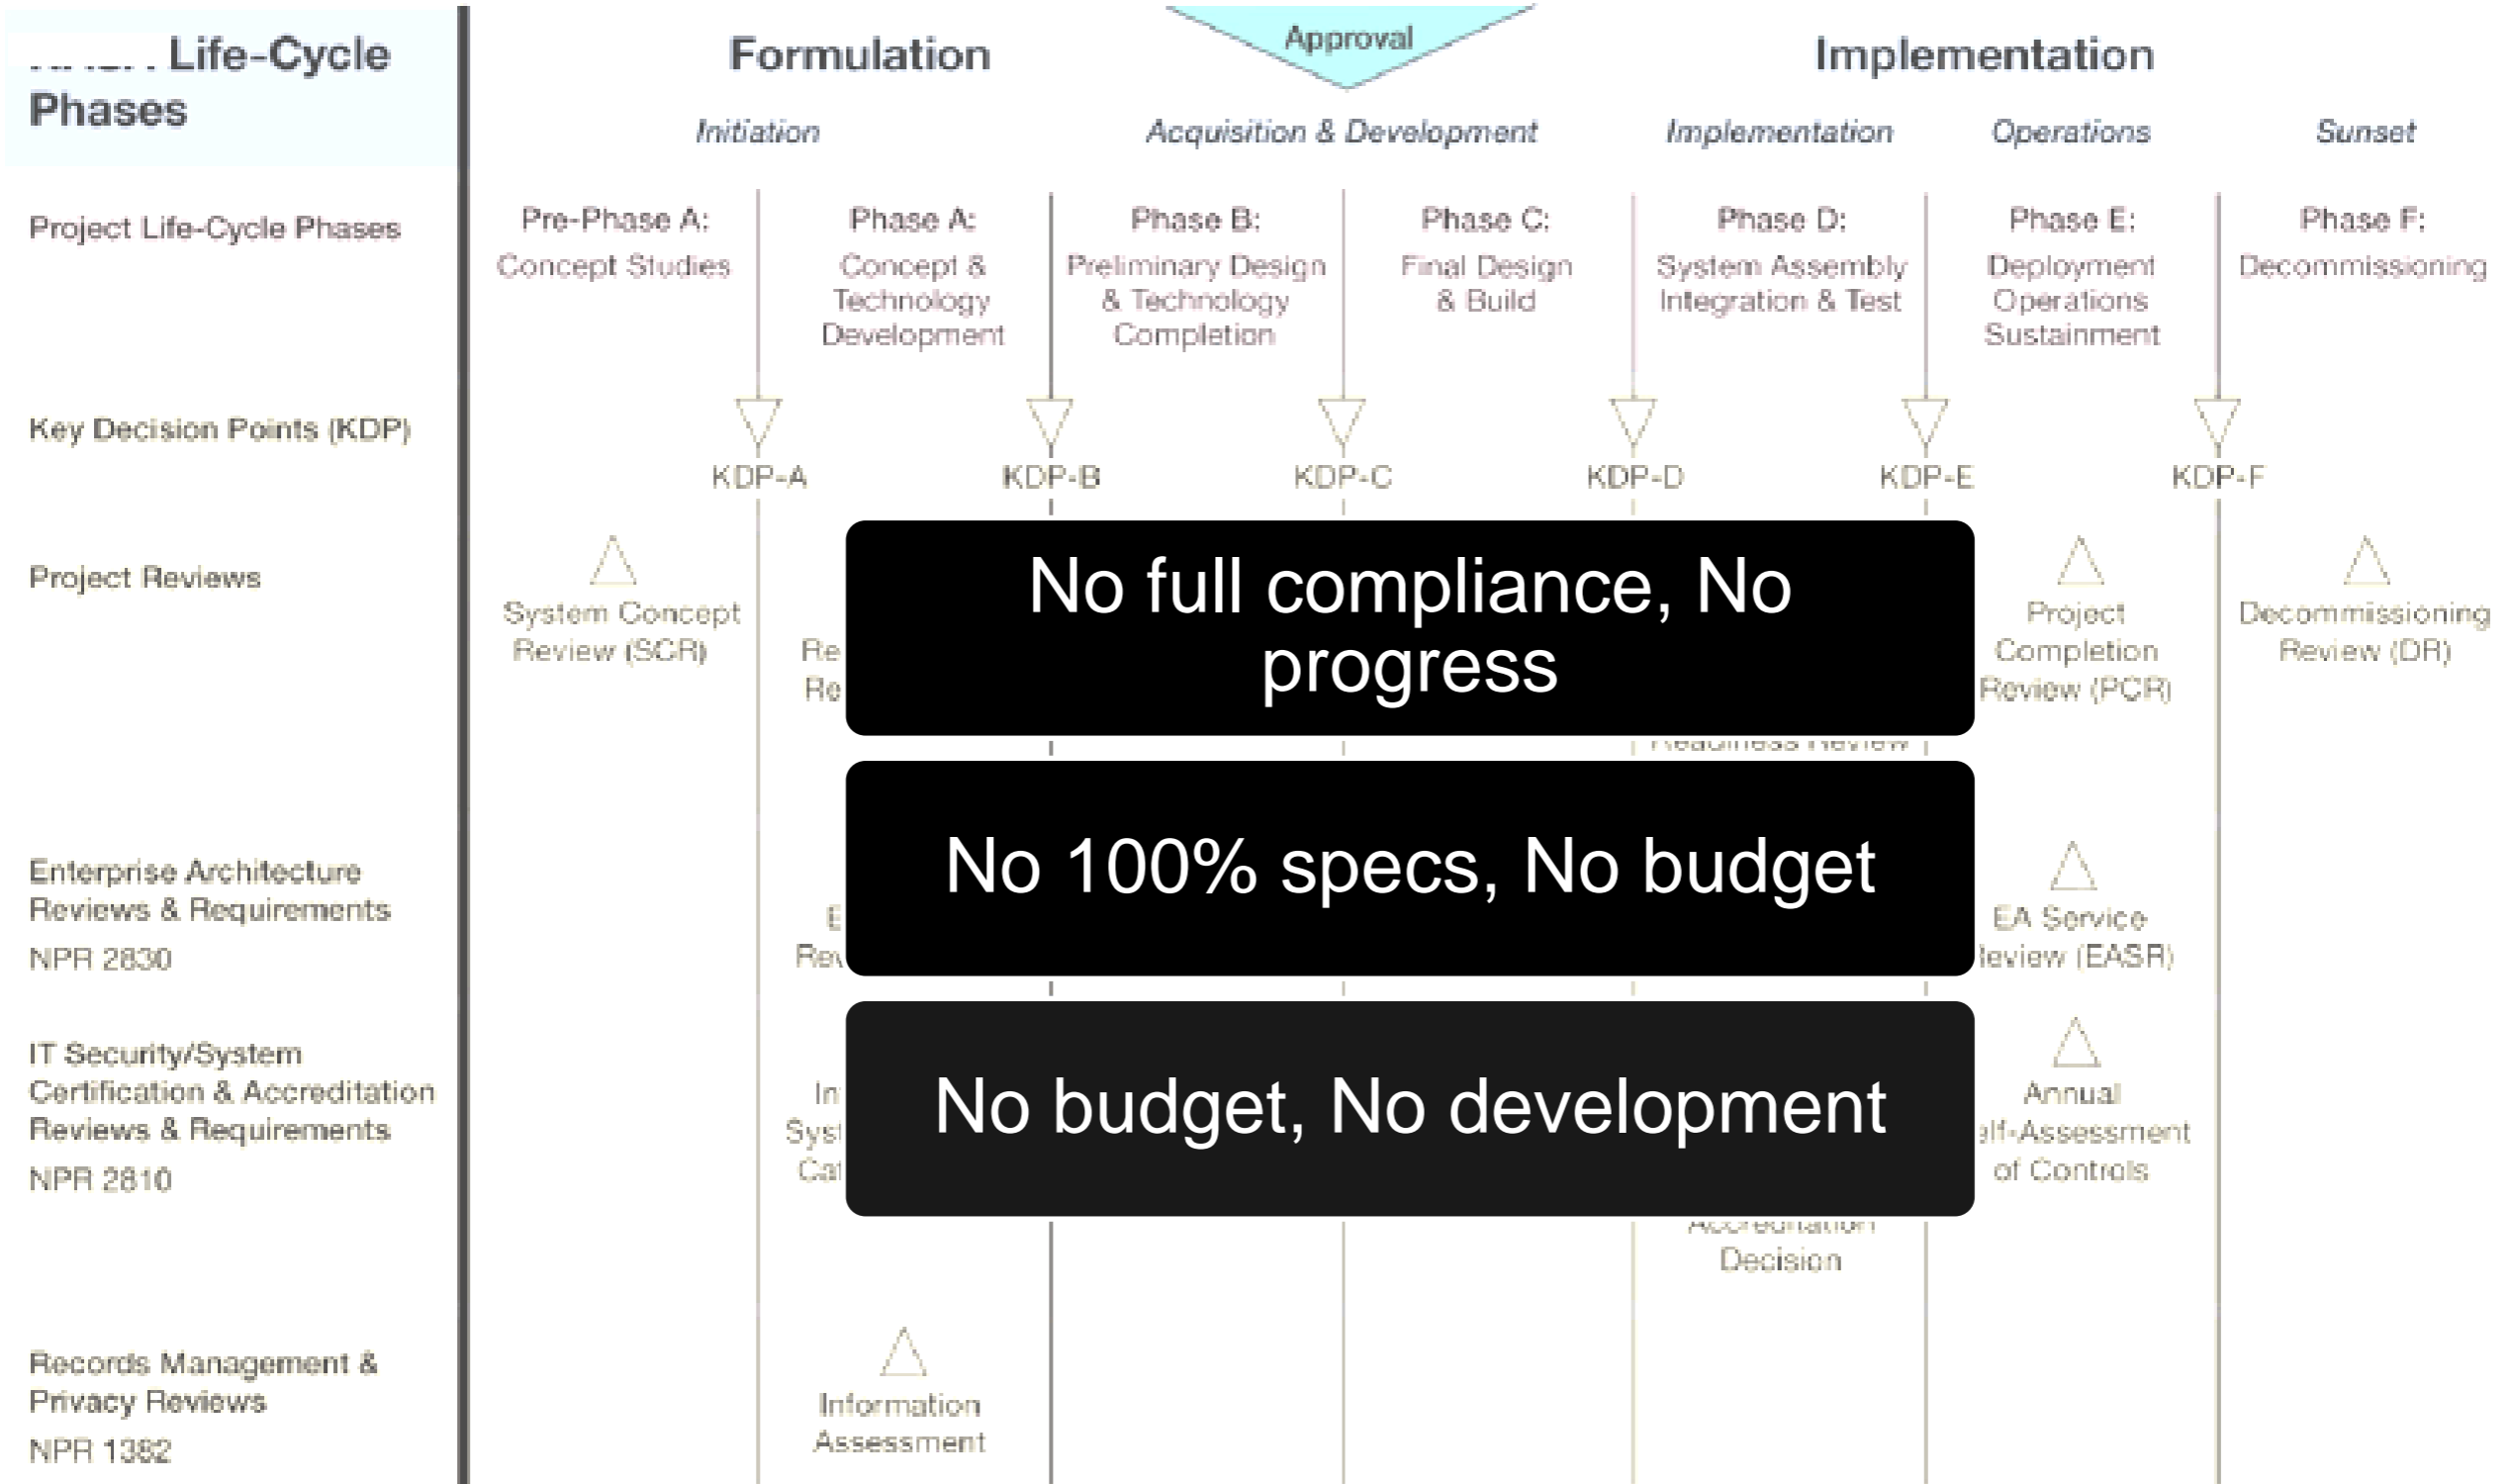 Life-Cycle
Phases
Formulation
Approval
Implementation
Initiation
Acquisition & Development
Implementation
Operations
Sunset
Project Life-Cycle Phases
Pre-Phase A:
Concept Studies
Phase A:
Concept &
Technology
Development
Phase B:
Preliminary Design
& Technology
Completion
Phase C:
Final Design
& Build
Phase D:
System Assembly
Integration & Test
Phase E:
Deployment
Operations
Sustainment
Phase F:
Decommissioning
Key Decision Points (KDP)
KDP-A
KDP-B
KDP-C
KDP-D
KDP-E
KDP-F
Project Reviews
System Concept
Review (SCR)
No full compliance, No
progress
Readiness Review
Project
Completion
Review (PCR)
Decommissioning
Review (DR)
Enterprise Architecture
Reviews & Requirements
NPR 2830
No 100% specs, No budget
EA Service
(EASR)
IT Security/System
Certification & Accreditation
Reviews & Requirements
NPR 2810
No budget, No development
Annual
of Controls
Accreditation
Decision
Records Management &
Privacy Reviews
NPR 1382
Information
Assessment